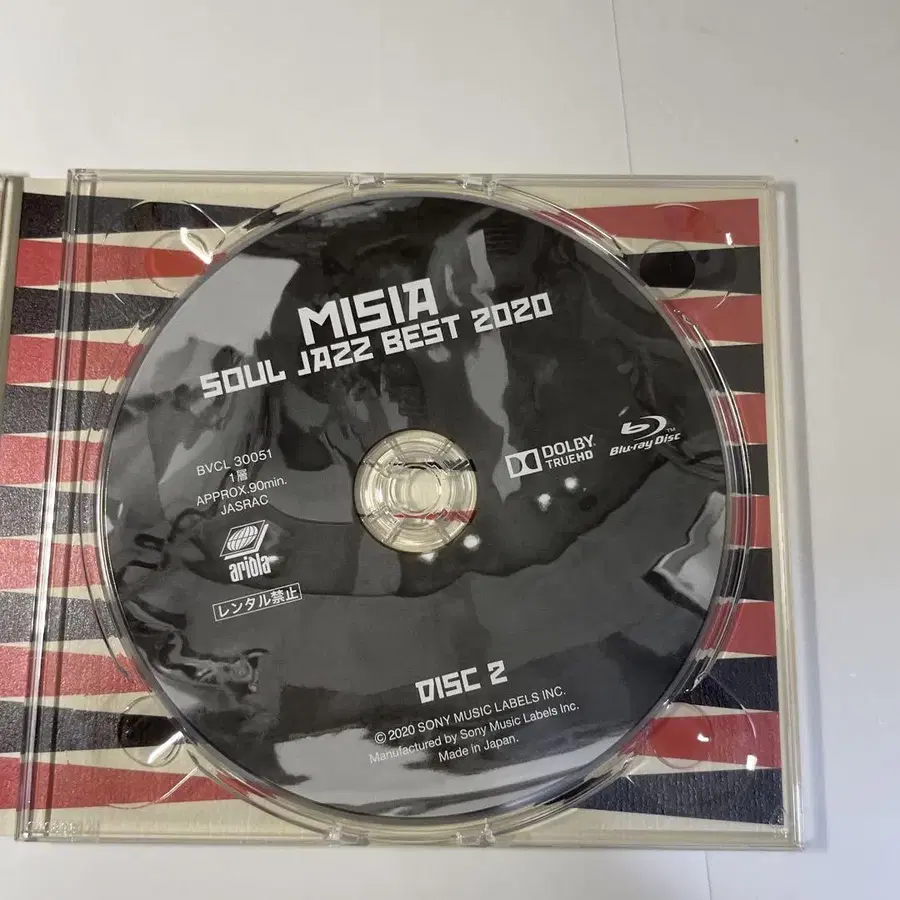 MISIA
SOUL JAZZ BEST 2020
DOLBY
TRUEHD
Blu-ray Disc™
BVCL 30051
1層
APPROX.90min.
JASRAC
ariola
レンタル禁止
DISC 2
© 2020 SONY MUSIC LABELS INC.
Manufactured by Sony Music Labels Inc.
Made in Japan.